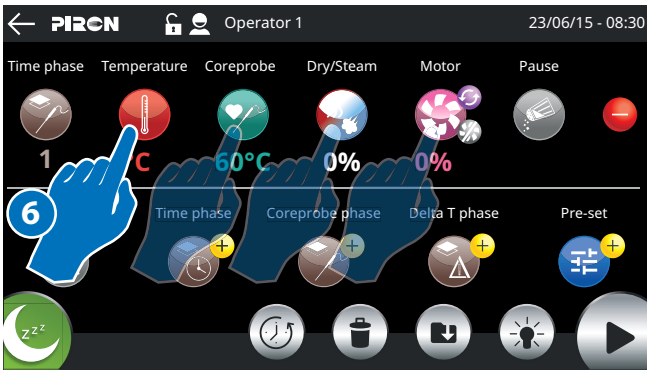 PIRON Operator 1 23/06/15 - 08:30
Time phase Temperature Coreprobe Dry/Steam Motor Pause
1 °C 60°C 0% 0%
6 Time phase Coreprobe phase Delta T phase Pre-set
zzz